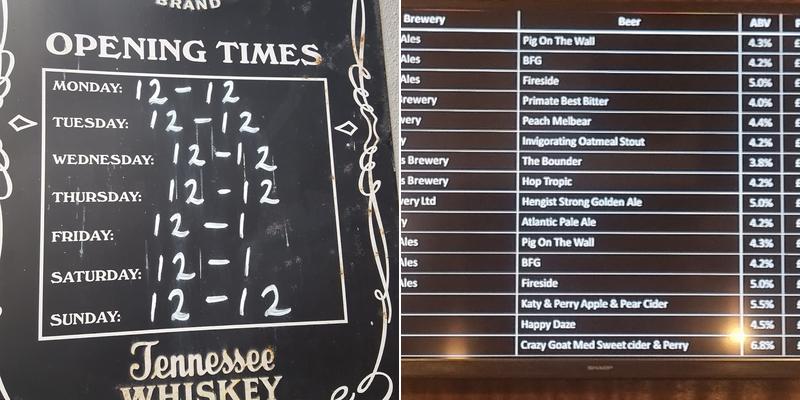 BRAND
OPENING TIMES
MONDAY: 12 - 12
TUESDAY: 12 - 12
WEDNESDAY: 12 - 12
THURSDAY: 12 - 12
FRIDAY: 12 - 1
SATURDAY: 12 - 1
SUNDAY: 12 - 12
Tennessee
WHISKEY
Brewery Beer ABV
Ales Pig On The Wall 4.3% £
Ales BFG 4.2% £
Ales Fireside 5.0% £
Brewery Primate Best Bitter 4.0% £
very Peach Melbear 4.4% £
Invigorating Oatmeal Stout 4.2% £
s Brewery The Bounder 3.8% £
s Brewery Hop Tropic 4.2% £
very Ltd Hengist Strong Golden Ale 5.0% £
Atlantic Pale Ale 4.2% £
Ales Pig On The Wall 4.3% £
Ales BFG 4.2% £
Ales Fireside 5.0% £
Katy & Perry Apple & Pear Cider 5.5% £
Happy Daze 4.5% £
Crazy Goat Med Sweet cider & Perry 6.8% £
SHARP